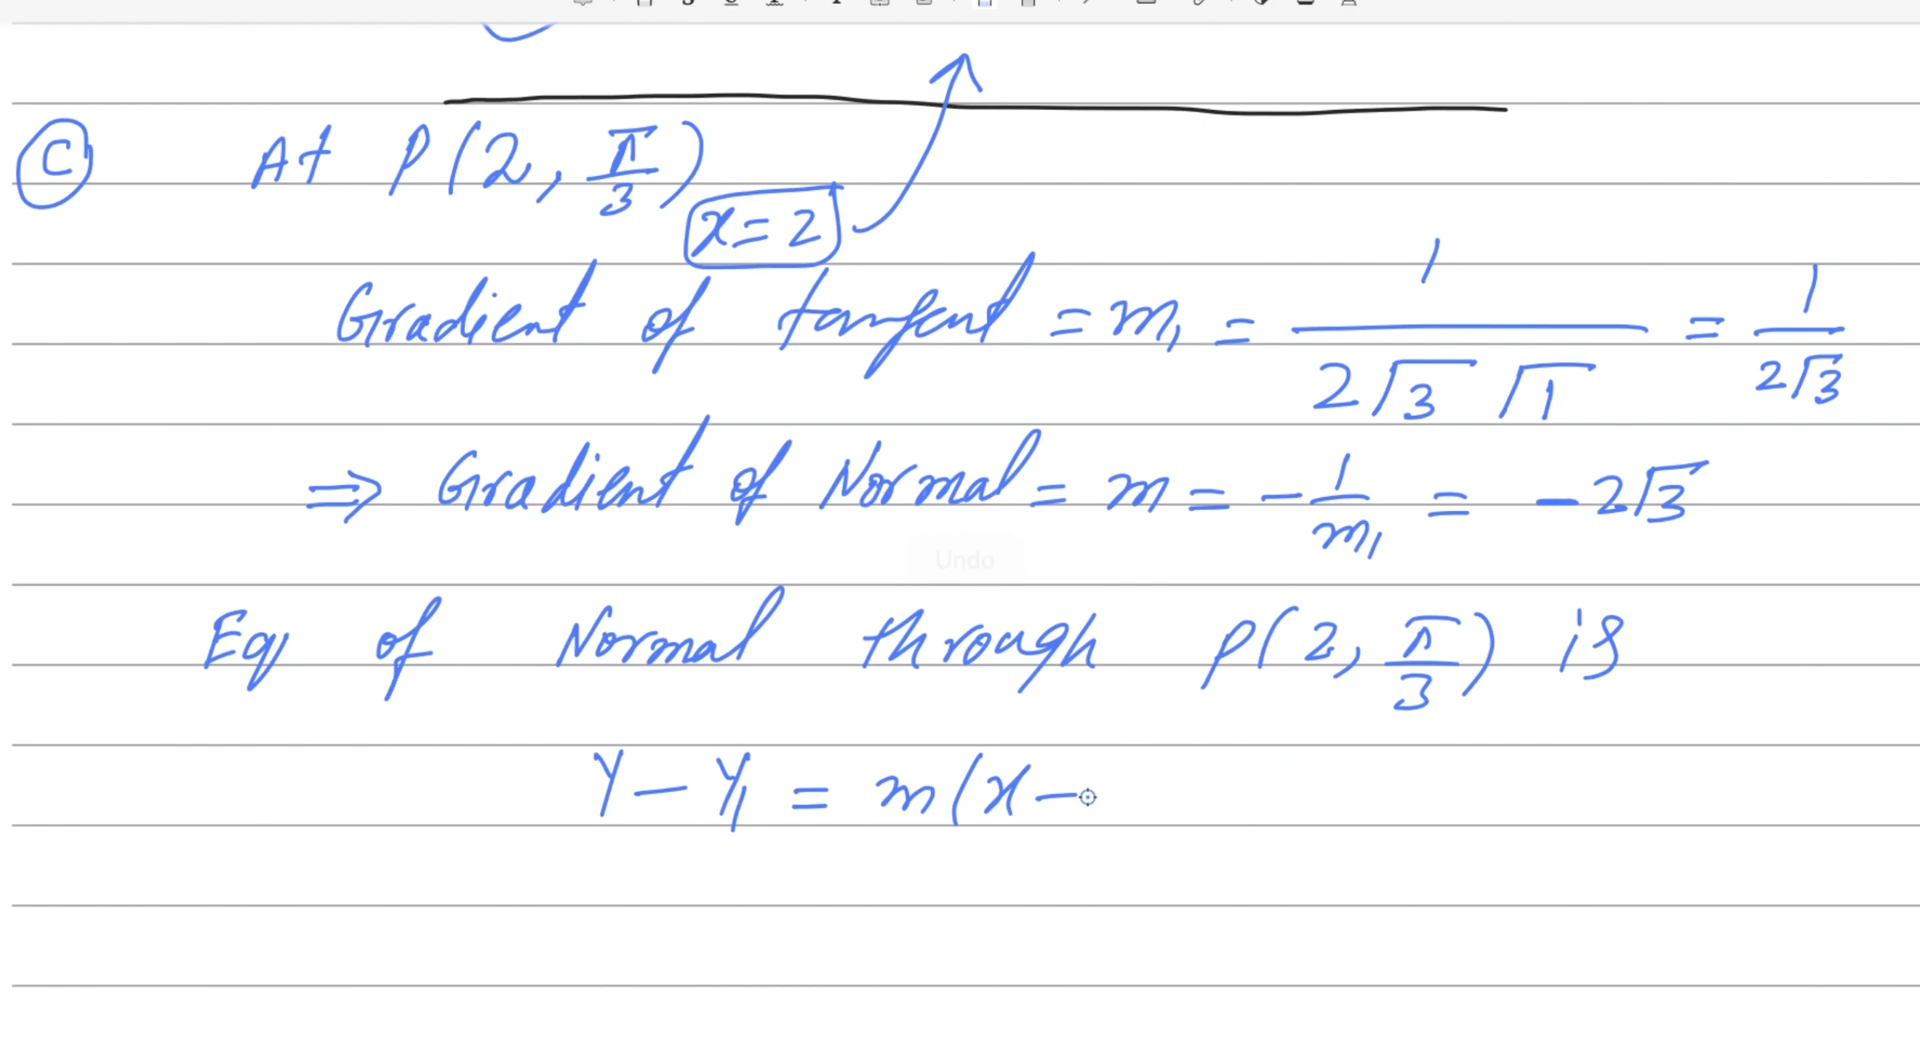 C At P(2, π/3)
x = 2
Gradient of tangent = m₁ = 1/(2√3 √1) = 1/(2√3)
⇒ Gradient of Normal = m = -1/m₁ = -2√3
Undo
Eq of Normal through P(2, π/3) is
Y - Y₁ = m(x -